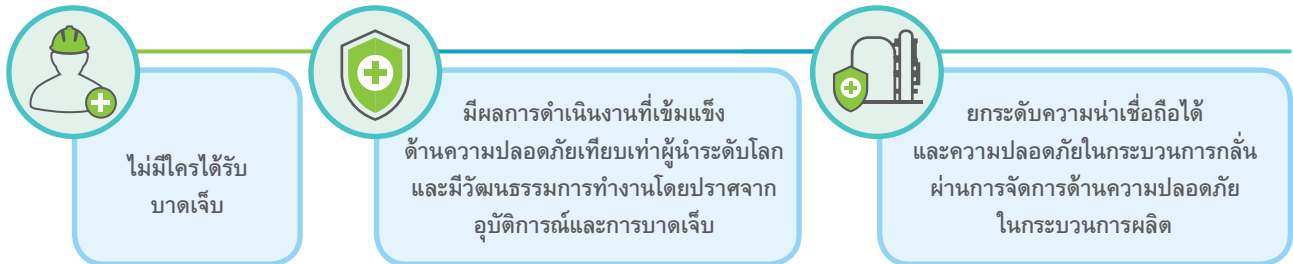 ไม่มีใครได้รับ
บาดเจ็บ
มีผลการดำเนินงานที่เข้มแข็ง
ด้านความปลอดภัยเทียบเท่าผู้นำระดับโลก
และมีวัฒนธรรมการทำงานโดยปราศจาก
อุบัติการณ์และการบาดเจ็บ
ยกระดับความน่าเชื่อถือได้
และความปลอดภัยในกระบวนการกลั่น
ผ่านการจัดการด้านความปลอดภัย
ในกระบวนการผลิต